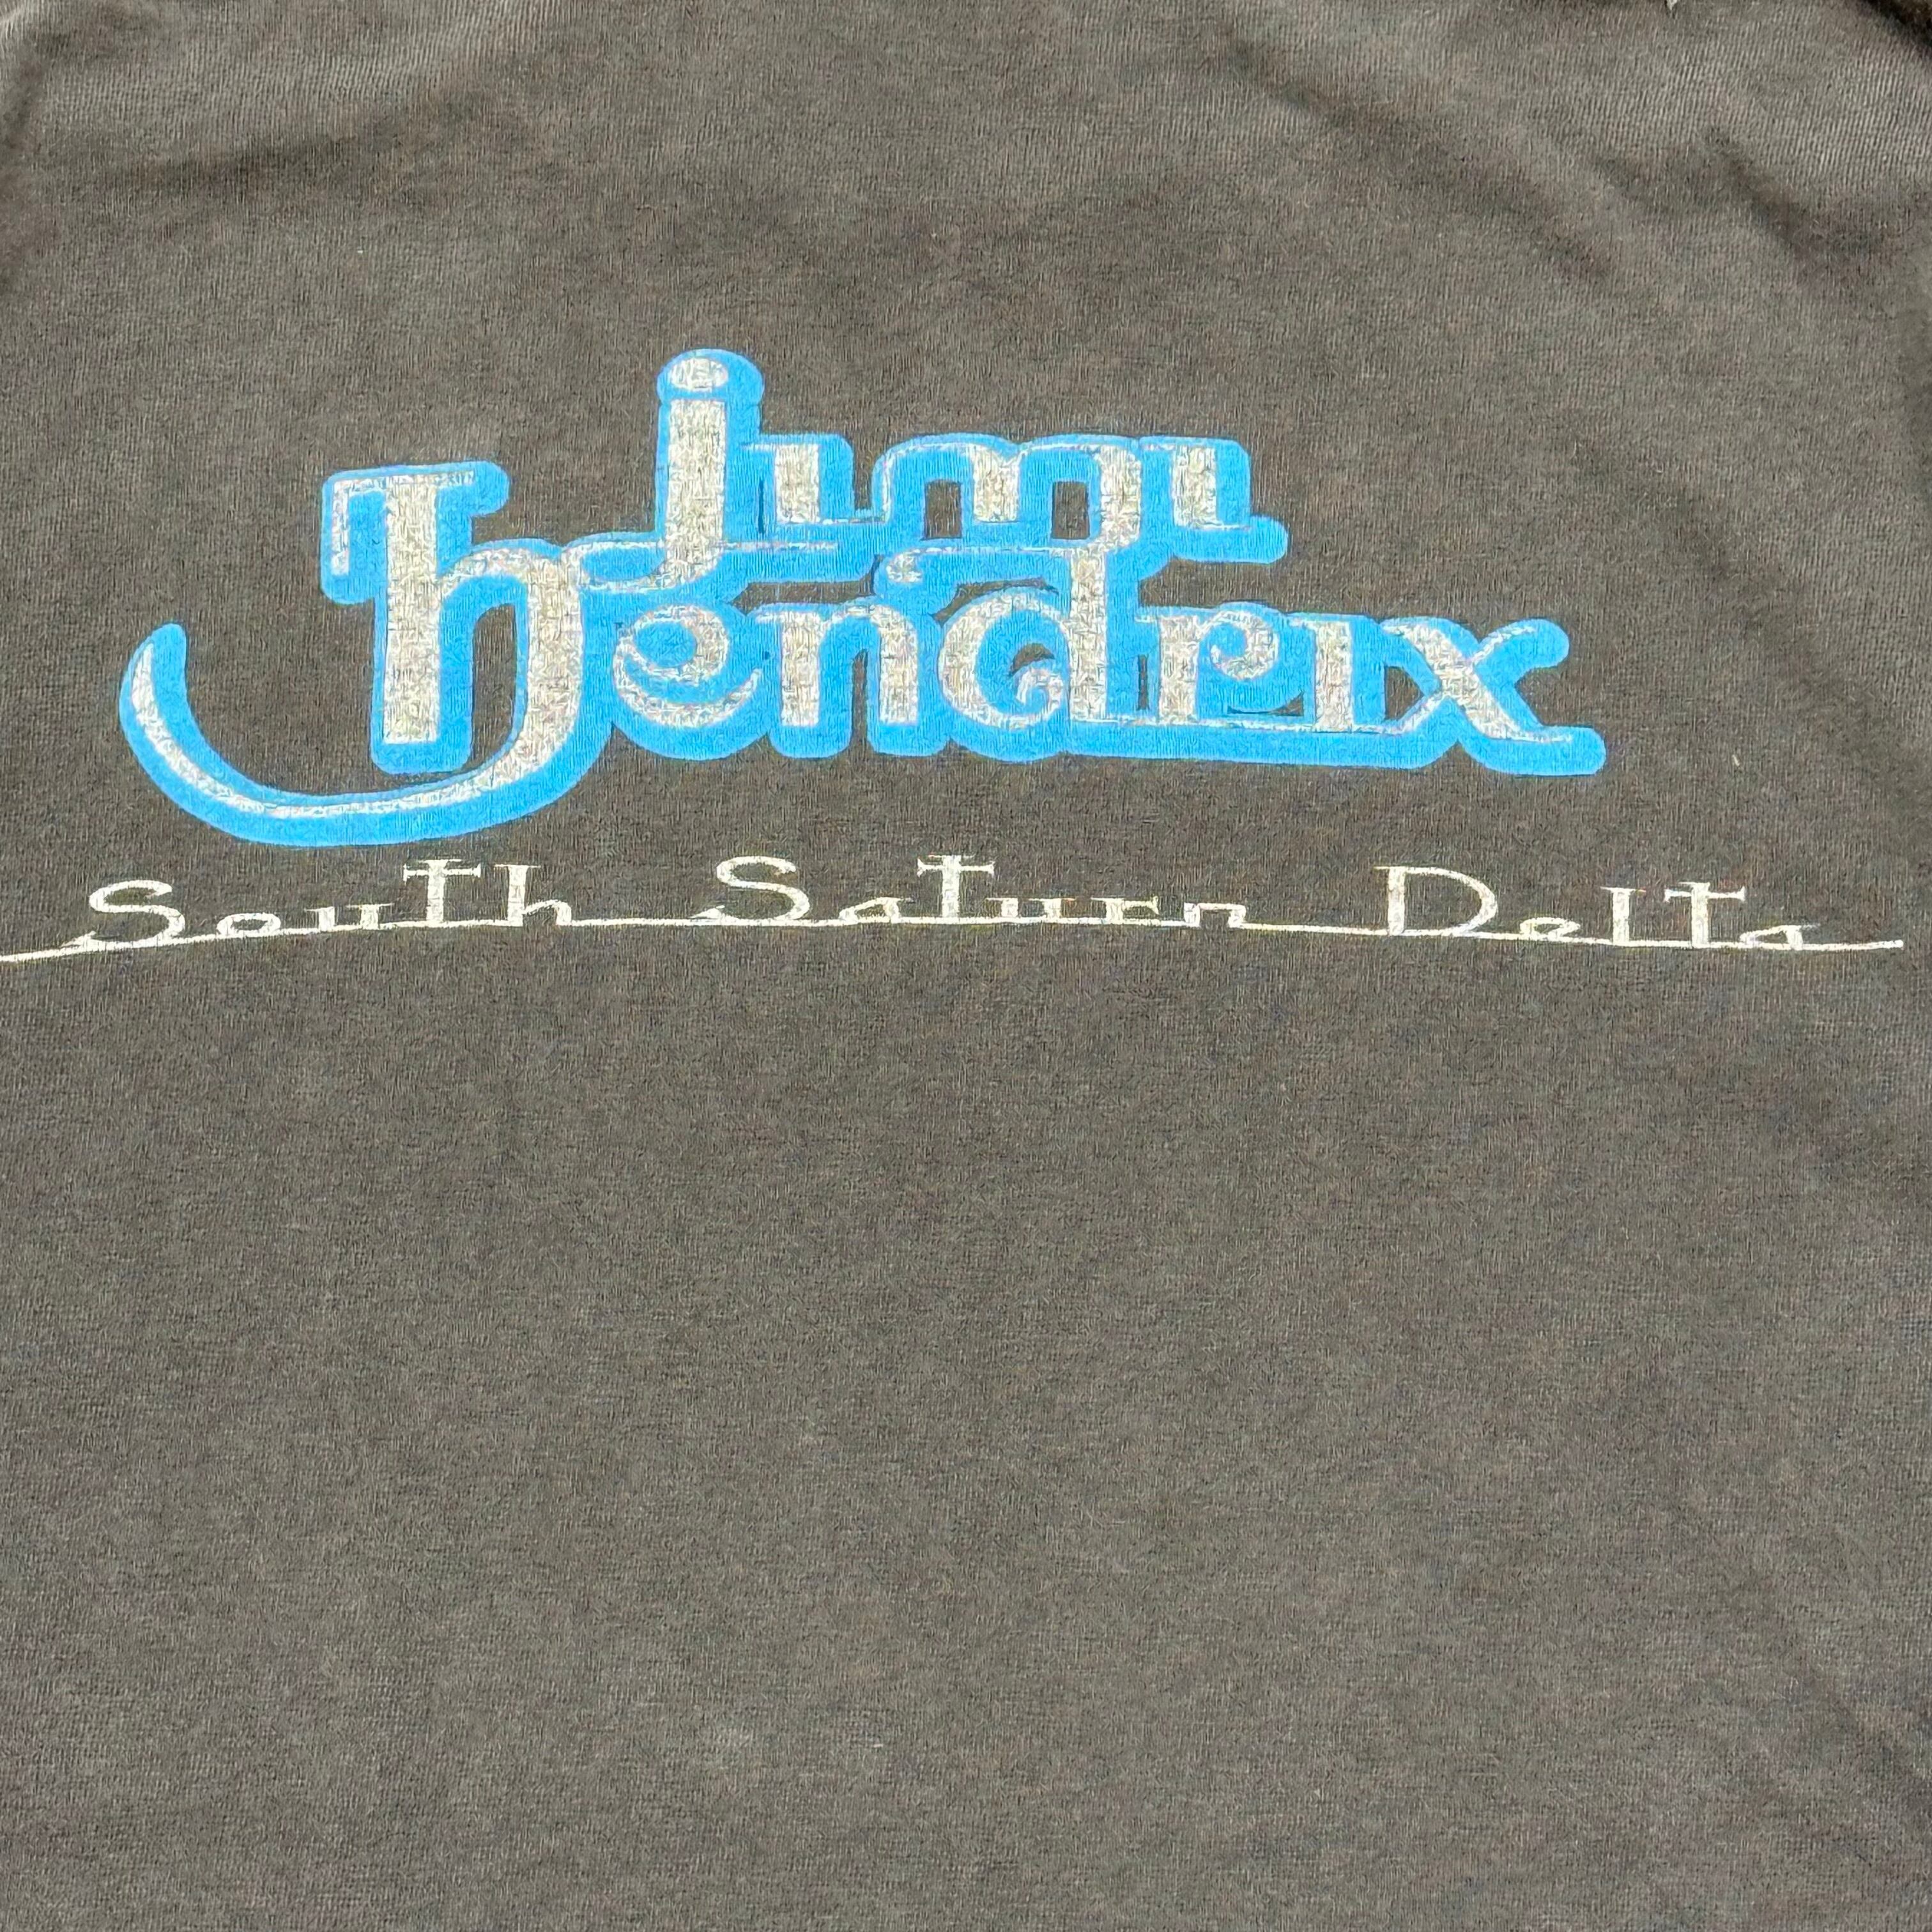 jimi
hendrix
South Saturn Delta